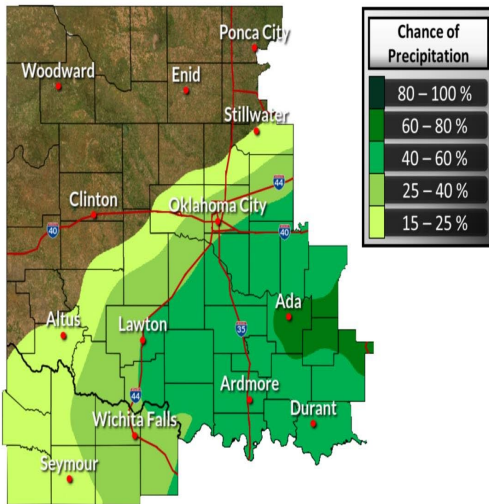 Ponca City
Woodward
Enid
Stillwater
44
Clinton
Oklahoma City
40
40
Ada
Altus
Lawton
35
44
Ardmore
Durant
Wichita Falls
Seymour
Chance of
Precipitation
80 – 100 %
60 – 80 %
40 – 60 %
25 – 40 %
15 – 25 %